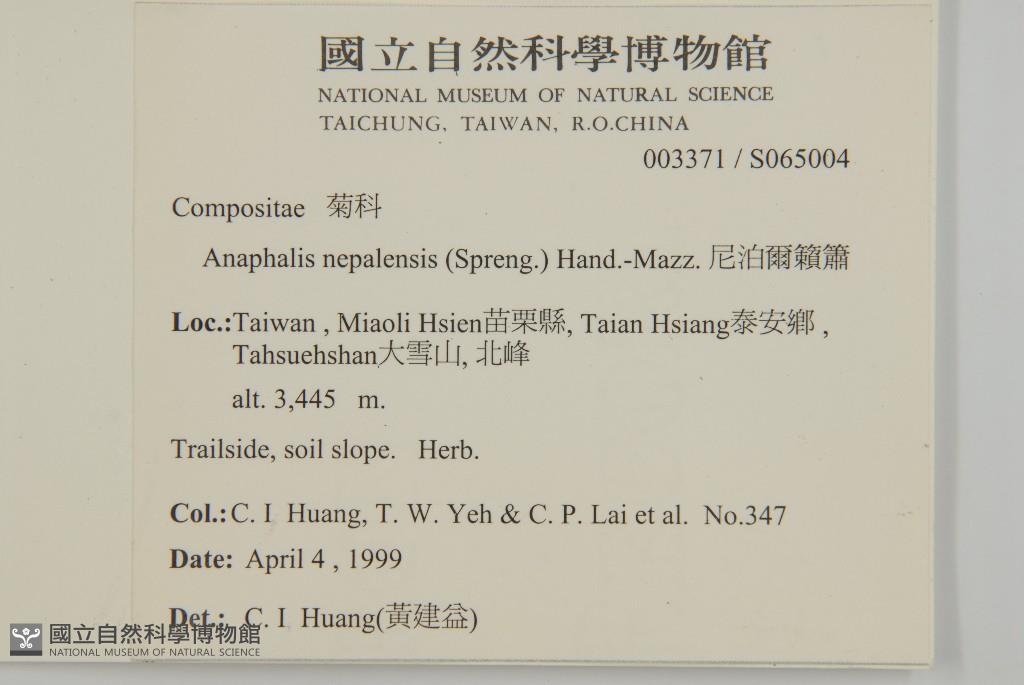 國立自然科學博物館
NATIONAL MUSEUM OF NATURAL SCIENCE
TAICHUNG, TAIWAN, R.O.CHINA
003371 / S065004
Compositae 菊科
Anaphalis nepalensis (Spreng.) Hand.-Mazz. 尼泊爾籟簫
Loc.:Taiwan , Miaoli Hsien苗栗縣, Taian Hsiang泰安鄉 ,
Tahsuehshan大雪山, 北峰
alt. 3,445 m.
Trailside, soil slope. Herb.
Col.: C. I Huang, T. W. Yeh & C. P. Lai et al. No.347
Date: April 4 , 1999
Det.: C. I Huang(黃建益)
國立自然科學博物館
NATIONAL MUSEUM OF NATURAL SCIENCE